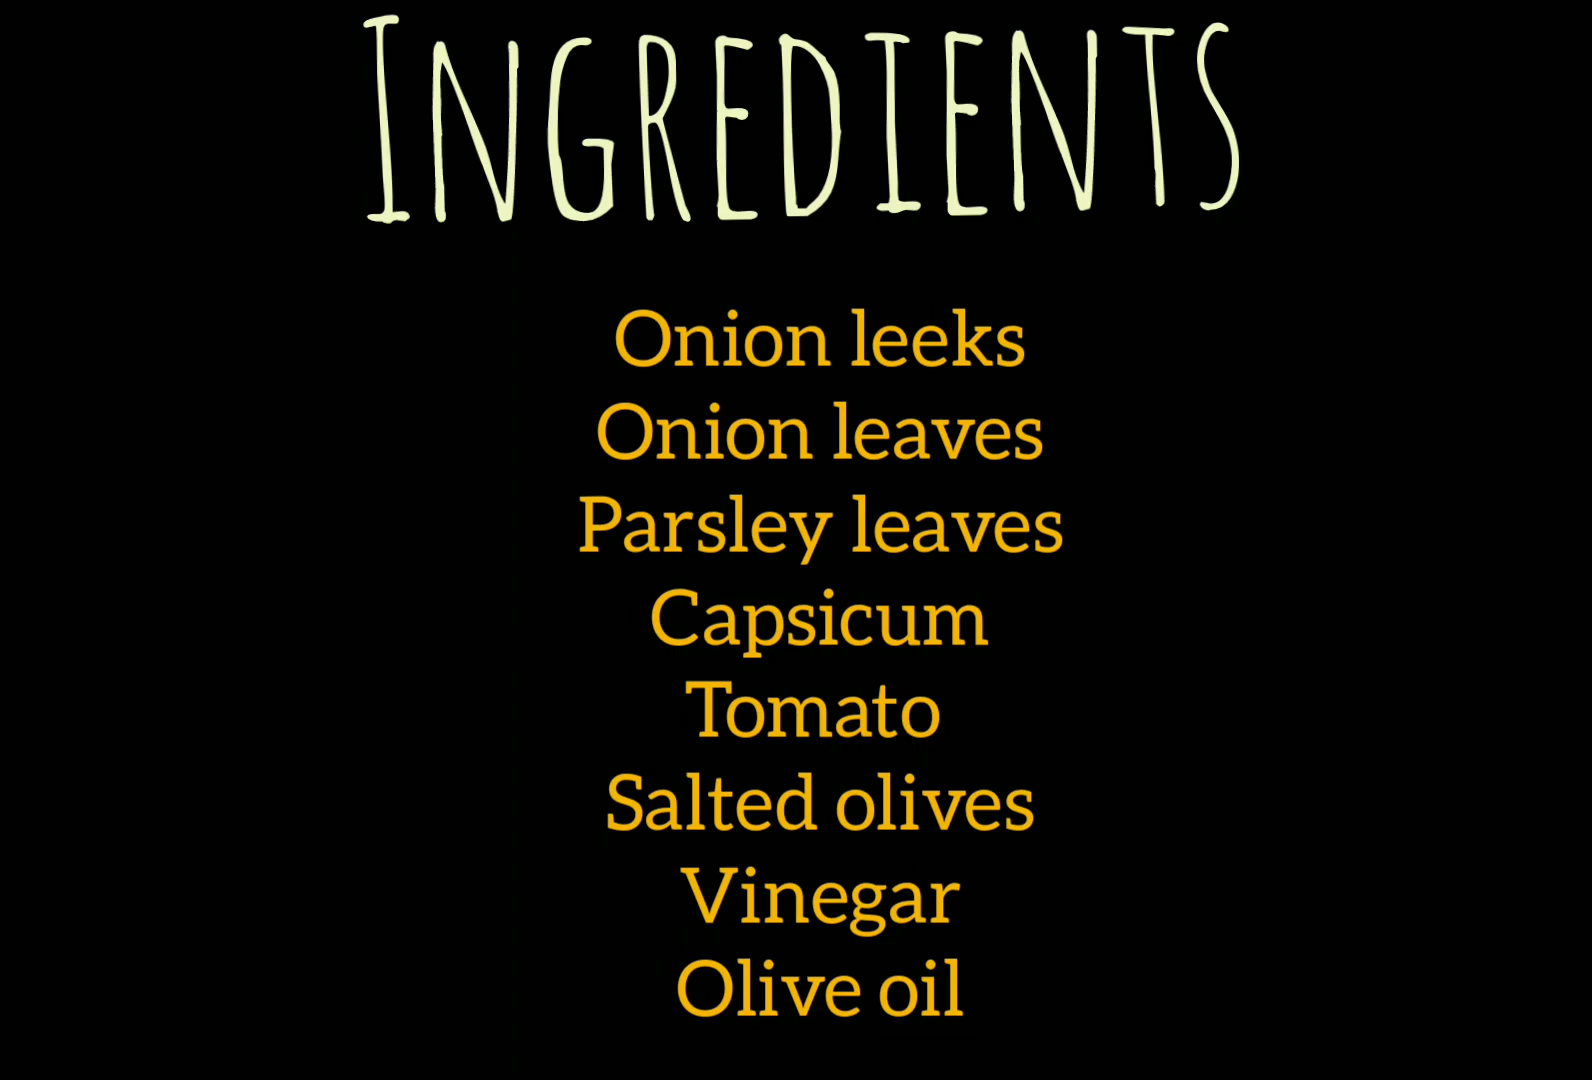 INGREDIENTS
Onion leeks
Onion leaves
Parsley leaves
Capsicum
Tomato
Salted olives
Vinegar
Olive oil